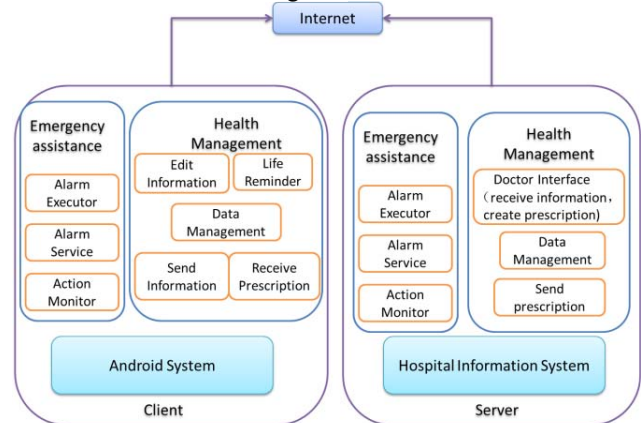 Internet
Emergency
assistance
Alarm
Executor
Alarm
Service
Action
Monitor
Health
Management
Edit
Information
Life
Reminder
Data
Management
Send
Information
Receive
Prescription
Android System
Client
Emergency
assistance
Alarm
Executor
Alarm
Service
Action
Monitor
Health
Management
Doctor Interface
（receive information，
create prescription)
Data
Management
Send
prescription
Hospital Information System
Server